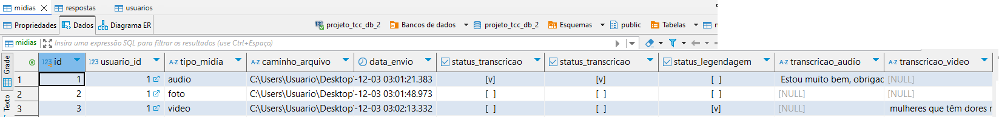 midias respostas usuarios
Propriedades Dados Diagrama ER projeto_tcc_db_2 Bancos de dados projeto_tcc_db_2 Esquemas public Tabelas
midias Insira uma expressão SQL para filtrar os resultados (use Ctrl+Espaço)
Grade
Texto
123 id 123 usuario_id A-Z tipo_midia A-Z caminho_arquivo data_envio status_transcricao status_transcricao status_legendagem A-Z transcricao_audio A-Z transcricao_video
1 1 1 audio C:\Users\Usuario\Desktop\ -12-03 03:01:21.383 [v] [v] [ ] Estou muito bem, obrigac [NULL]
2 2 1 foto C:\Users\Usuario\Desktop\ -12-03 03:01:48.973 [ ] [ ] [ ] [NULL] [NULL]
3 3 1 video C:\Users\Usuario\Desktop\ -12-03 03:02:13.332 [ ] [ ] [v] [NULL] mulheres que têm dores